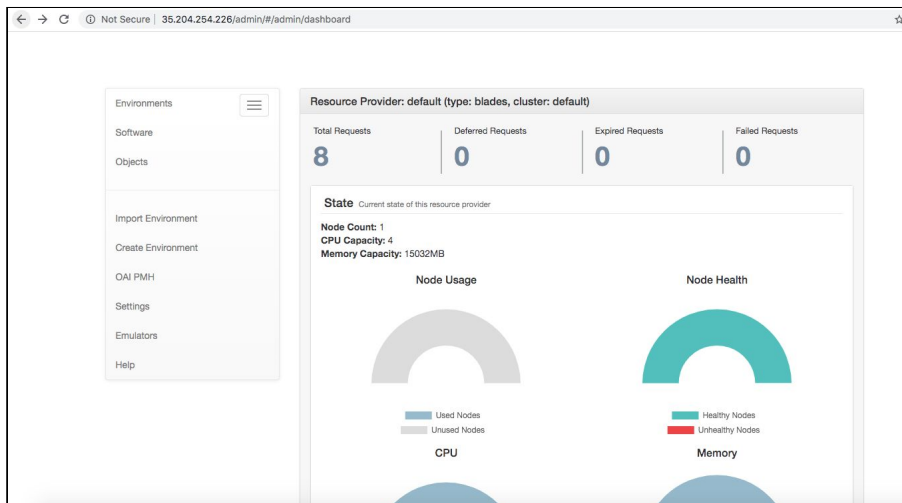 Not Secure | 35.204.254.226/admin/#/admin/dashboard
Environments
Software
Objects
Import Environment
Create Environment
OAI PMH
Settings
Emulators
Help
Resource Provider: default (type: blades, cluster: default)
Total Requests
8
Deferred Requests
0
Expired Requests
0
Failed Requests
0
State Current state of this resource provider
Node Count: 1
CPU Capacity: 4
Memory Capacity: 15032MB
Node Usage
Used Nodes
Unused Nodes
Node Health
Healthy Nodes
Unhealthy Nodes
CPU
Memory